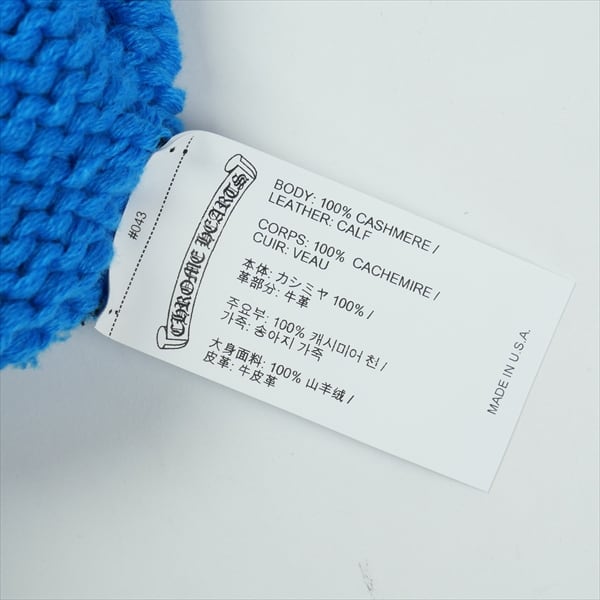 #043
CHROME HEARTS
BODY: 100% CASHMERE /
LEATHER: CALF
CORPS: 100% CACHEMIRE /
CUIR: VEAU
本体: カシミヤ 100% /
革部分: 牛革
주요부: 100% 캐시미어 친 /
가죽: 송아지 가죽
大身面料: 100% 山羊绒 /
皮革: 牛皮革
MADE IN U.S.A.